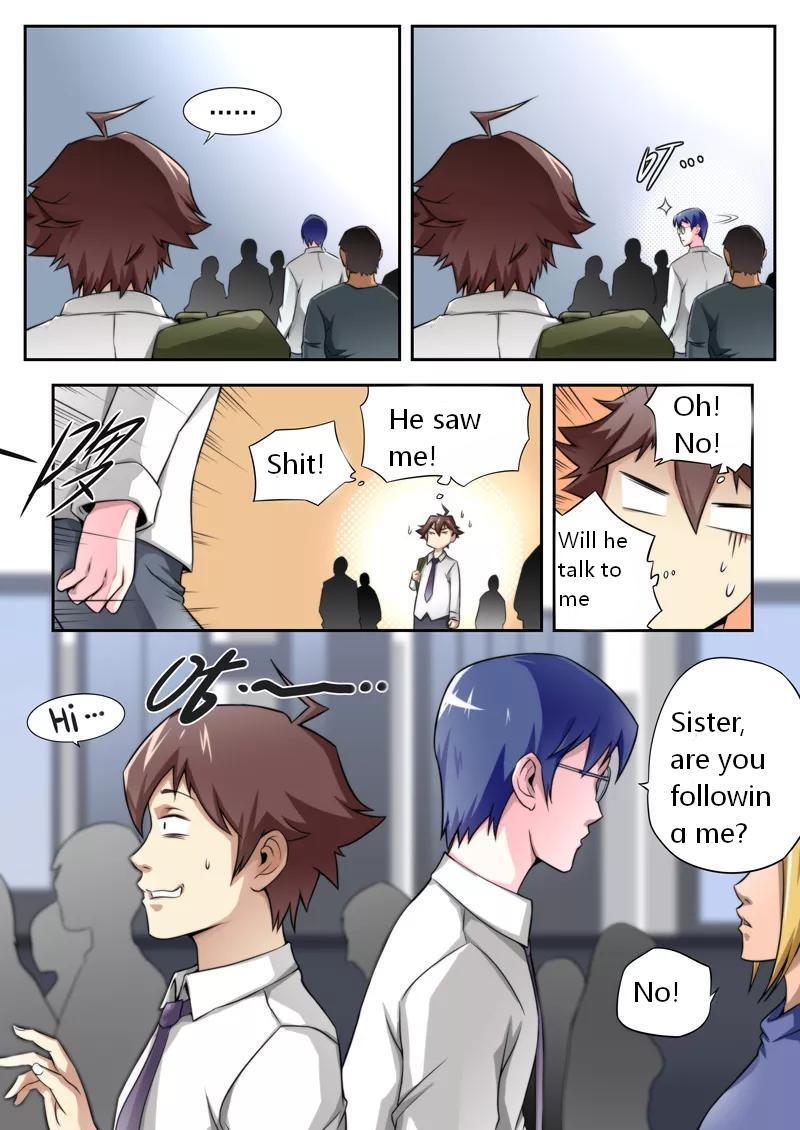 ......
Shit!
He saw
me!
Oh!
No!
Will he
talk to
me
Hi...
Sister,
are you
followin
g me?
No!